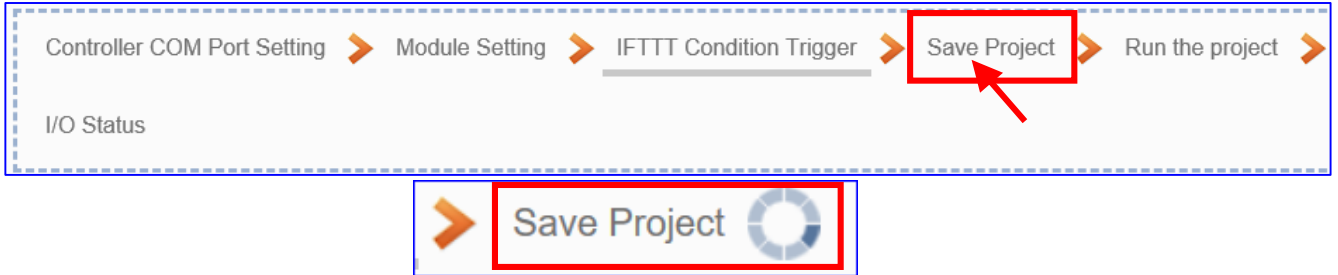 Controller COM Port Setting Module Setting IFTTT Condition Trigger Save Project Run the project
I/O Status
Save Project